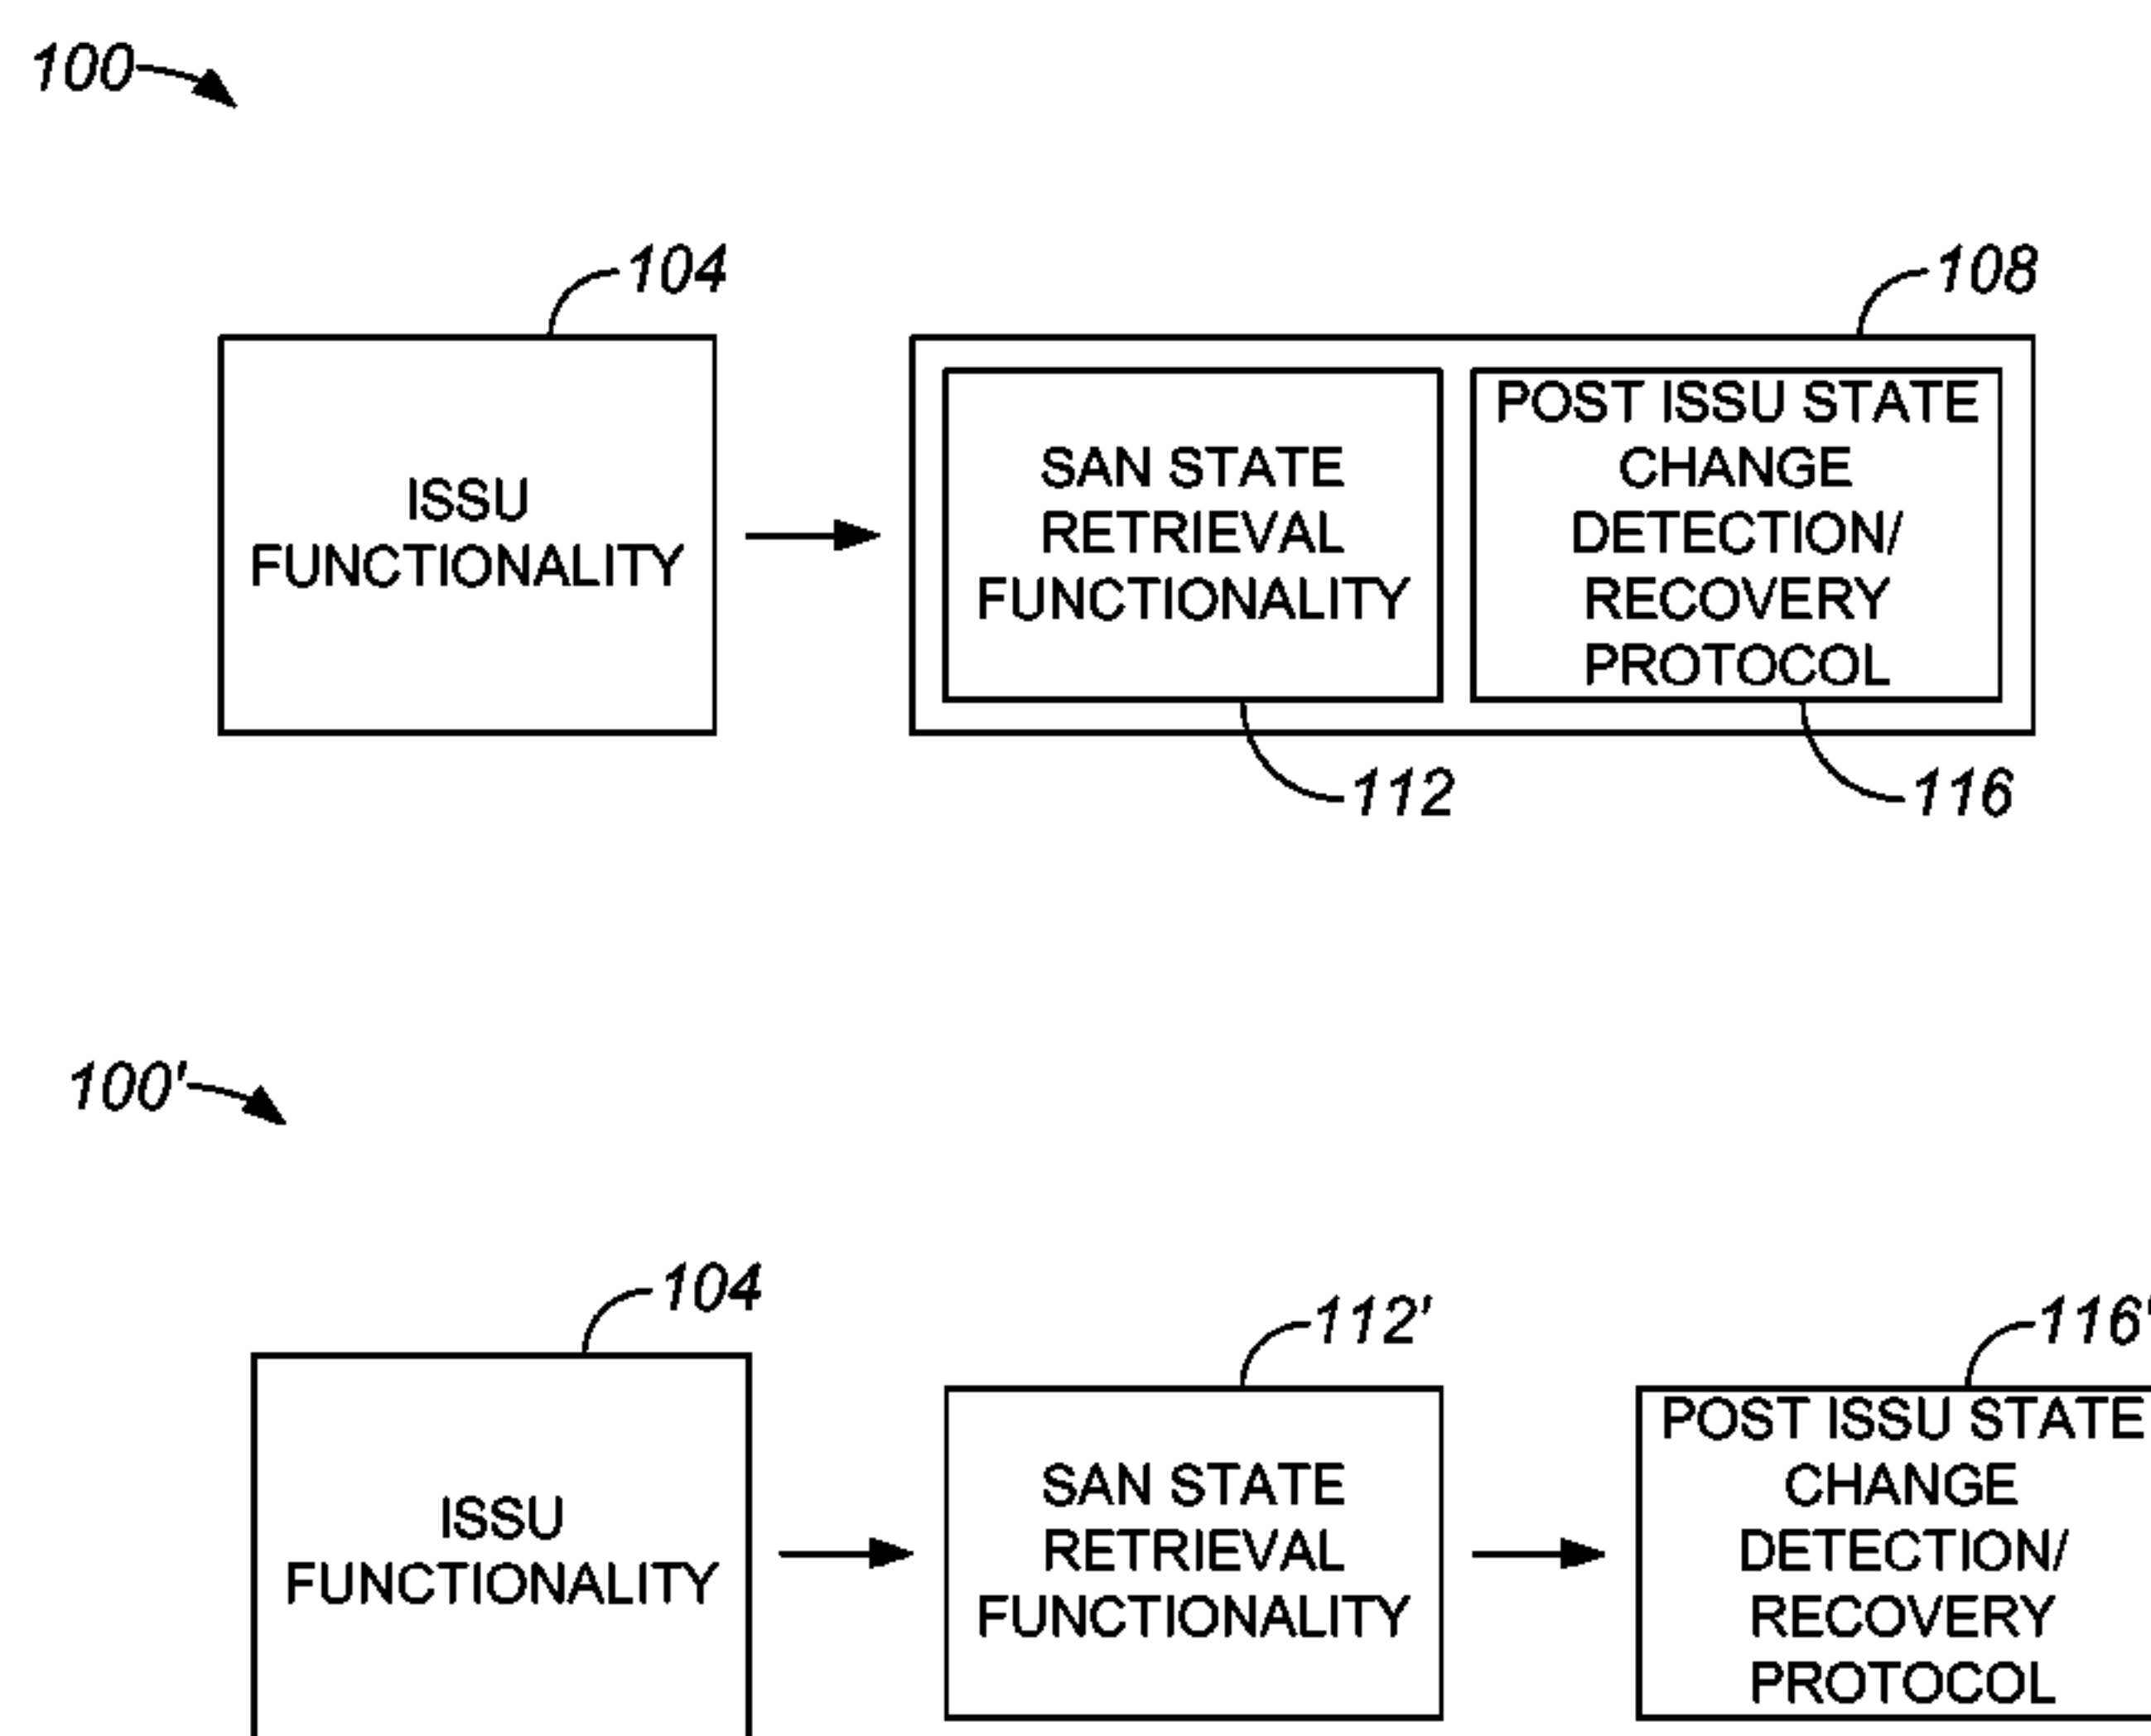 100
104
108
ISSU
FUNCTIONALITY
SAN STATE
RETRIEVAL
FUNCTIONALITY
POST ISSU STATE
CHANGE
DETECTION/
RECOVERY
PROTOCOL
112
116
100'
104
112'
116'
ISSU
FUNCTIONALITY
SAN STATE
RETRIEVAL
FUNCTIONALITY
POST ISSU STATE
CHANGE
DETECTION/
RECOVERY
PROTOCOL